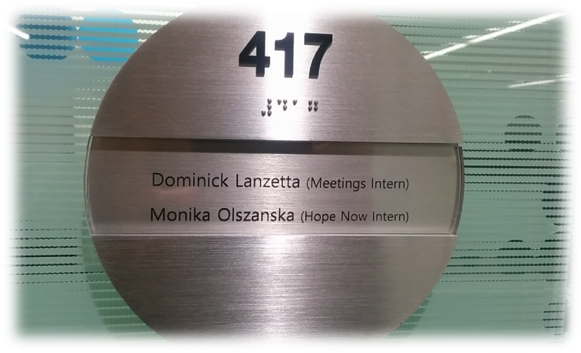 417
Dominick Lanzetta (Meetings Intern)
Monika Olszanska (Hope Now Intern)